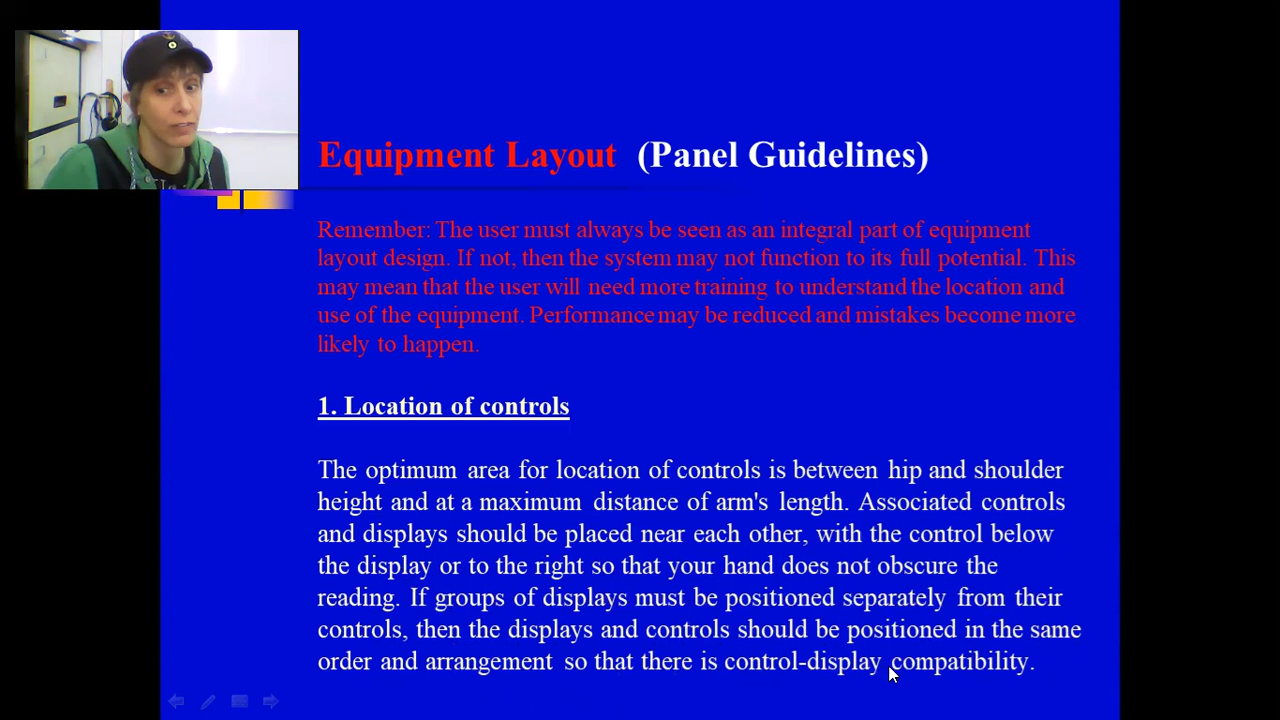 Equipment Layout (Panel Guidelines)
Remember: The user must always be seen as an integral part of equipment
layout design. If not, then the system may not function to its full potential. This
may mean that the user will need more training to understand the location and
use of the equipment. Performance may be reduced and mistakes become more
likely to happen.
1. Location of controls
The optimum area for location of controls is between hip and shoulder
height and at a maximum distance of arm's length. Associated controls
and displays should be placed near each other, with the control below
the display or to the right so that your hand does not obscure the
reading. If groups of displays must be positioned separately from their
controls, then the displays and controls should be positioned in the same
order and arrangement so that there is control-display compatibility.